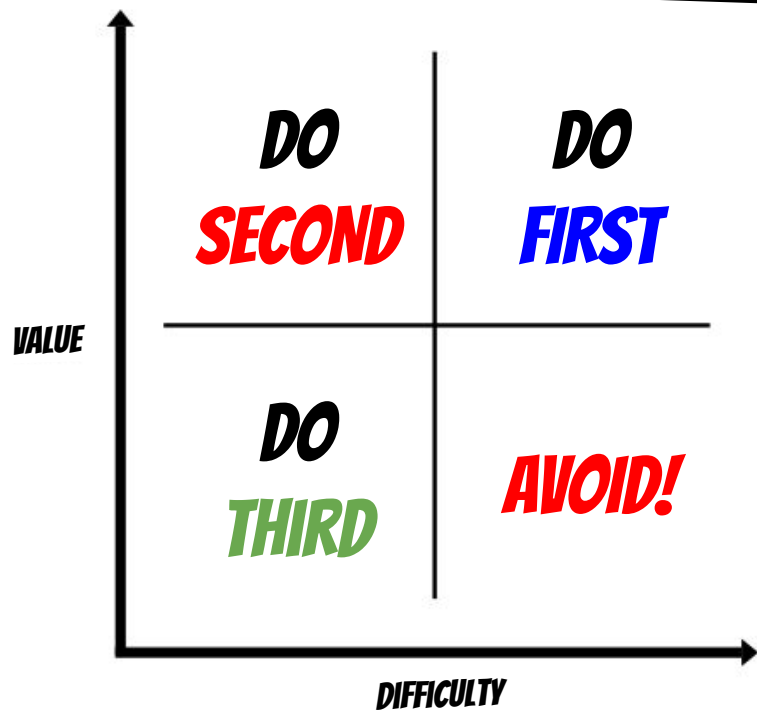 DO
SECOND
DO
FIRST
VALUE
DO
THIRD
AVOID!
DIFFICULTY